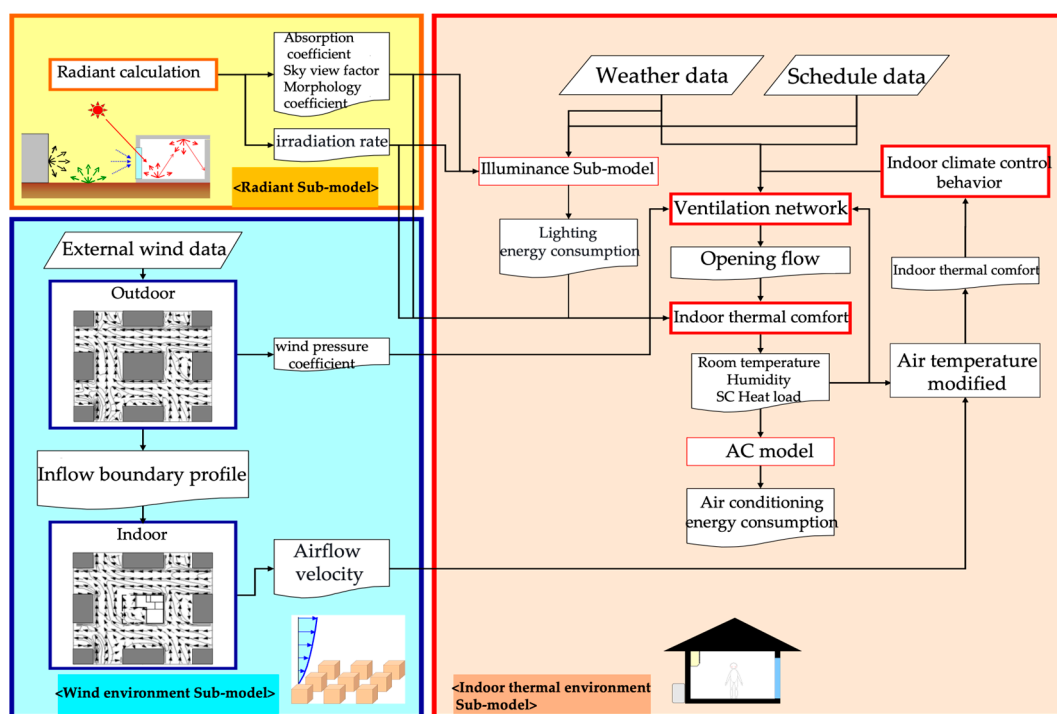 Radiant calculation
Absorption
coefficient
Sky view factor
Morphology
coefficient
irradiation rate
<Radiant Sub-model>
External wind data
Outdoor
wind pressure
coefficient
Inflow boundary profile
Indoor
Airflow
velocity
<Wind environment Sub-model>
Weather data
Schedule data
Illuminance Sub-model
Indoor climate control
behavior
Ventilation network
Lighting
energy consumption
Opening flow
Indoor thermal comfort
Indoor thermal comfort
Room temperature
Humidity
SC Heat load
Air temperature
modified
AC model
Air conditioning
energy consumption
<Indoor thermal environment
Sub-model>